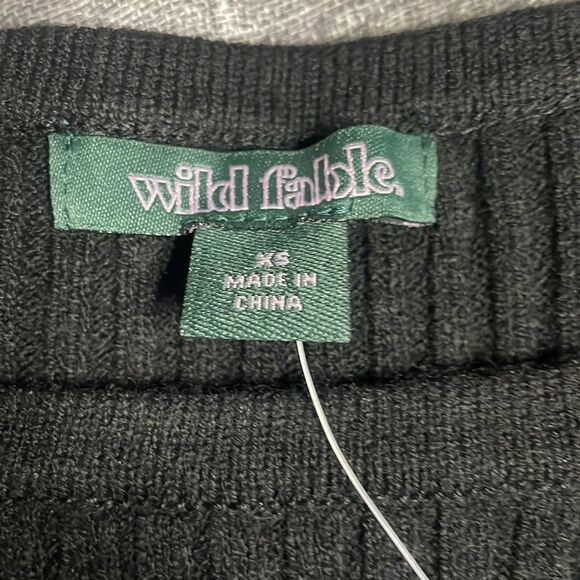 wild fable.
XS
MADE IN
CHINA